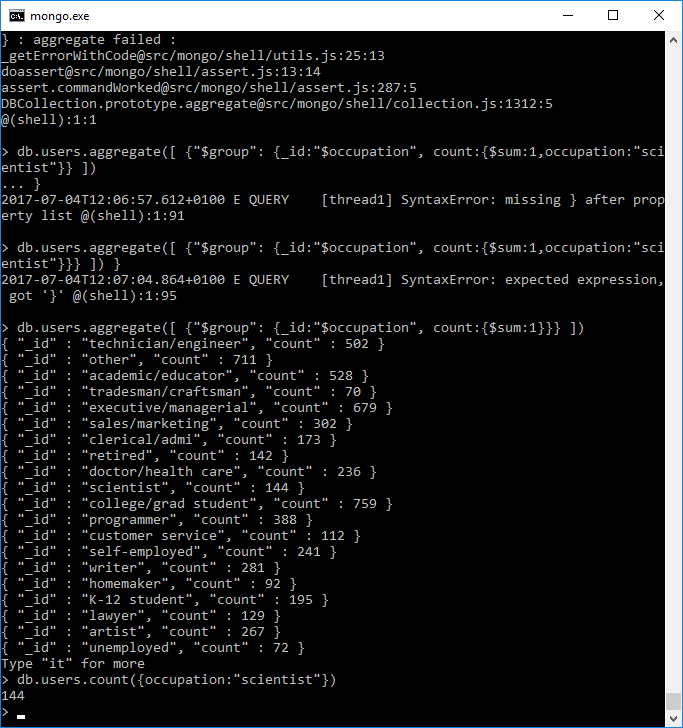 mongo.exe
} : aggregate failed :
_getErrorWithCode@src/mongo/shell/utils.js:25:13
doassert@src/mongo/shell/assert.js:13:14
assert.commandWorked@src/mongo/shell/assert.js:287:5
DBCollection.prototype.aggregate@src/mongo/shell/collection.js:1312:5
@(shell):1:1
> db.users.aggregate([ {"$group": {_id:"$occupation", count:{$sum:1,occupation:"sci
entist"}} ])
... }
2017-07-04T12:06:57.612+0100 E QUERY    [thread1] SyntaxError: missing } after prop
erty list @(shell):1:91
> db.users.aggregate([ {"$group": {_id:"$occupation", count:{$sum:1,occupation:"sci
entist"}}} ]) }
2017-07-04T12:07:04.864+0100 E QUERY    [thread1] SyntaxError: expected expression,
 got '}' @(shell):1:95
> db.users.aggregate([ {"$group": {_id:"$occupation", count:{$sum:1}}} ])
{ "_id" : "technician/engineer", "count" : 502 }
{ "_id" : "other", "count" : 711 }
{ "_id" : "academic/educator", "count" : 528 }
{ "_id" : "tradesman/craftsman", "count" : 70 }
{ "_id" : "executive/managerial", "count" : 679 }
{ "_id" : "sales/marketing", "count" : 302 }
{ "_id" : "clerical/admi", "count" : 173 }
{ "_id" : "retired", "count" : 142 }
{ "_id" : "doctor/health care", "count" : 236 }
{ "_id" : "scientist", "count" : 144 }
{ "_id" : "college/grad student", "count" : 759 }
{ "_id" : "programmer", "count" : 388 }
{ "_id" : "customer service", "count" : 112 }
{ "_id" : "self-employed", "count" : 241 }
{ "_id" : "writer", "count" : 281 }
{ "_id" : "homemaker", "count" : 92 }
{ "_id" : "K-12 student", "count" : 195 }
{ "_id" : "lawyer", "count" : 129 }
{ "_id" : "artist", "count" : 267 }
{ "_id" : "unemployed", "count" : 72 }
Type "it" for more
> db.users.count({occupation:"scientist"})
144
>